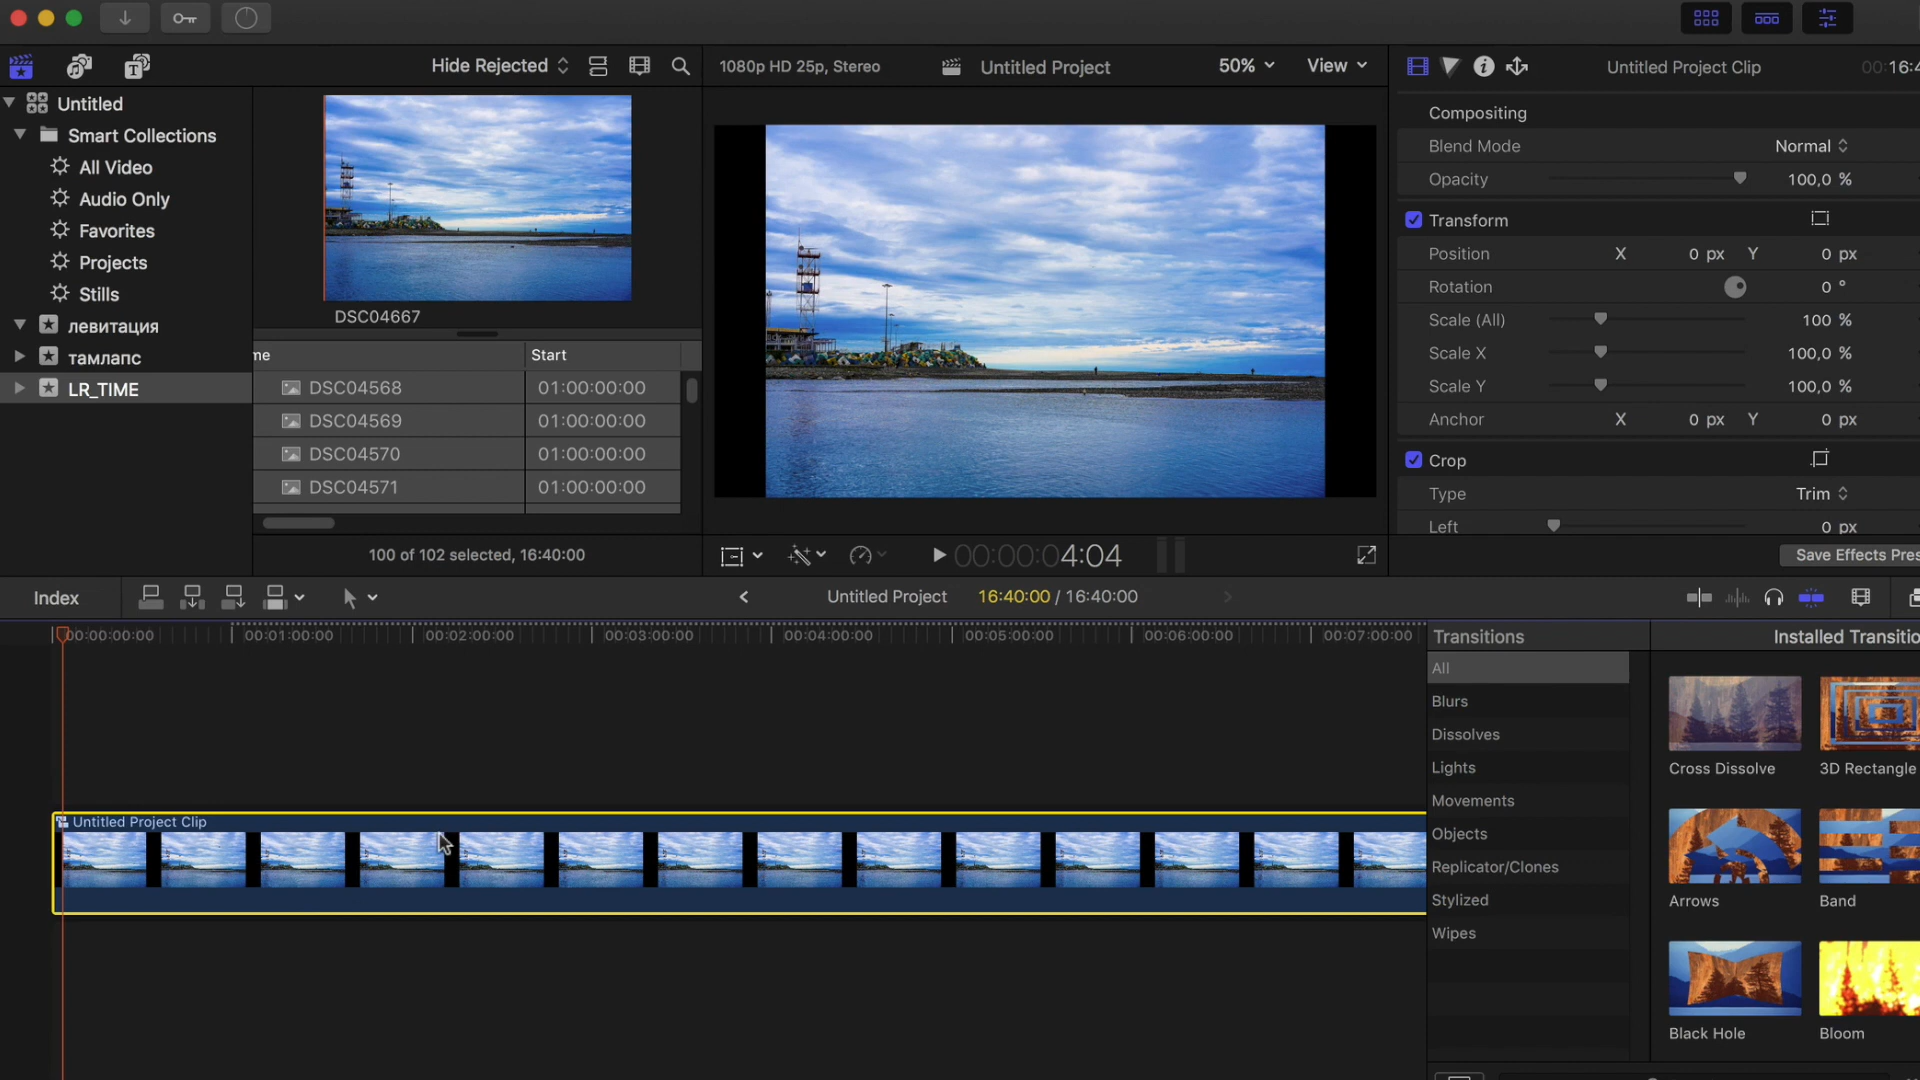 Hide Rejected
1080p HD 25p, Stereo
Untitled Project
50%
View
Untitled Project Clip
00:16:4
Untitled
Smart Collections
All Video
Audio Only
Favorites
Projects
Stills
левитация
тамлапс
LR_TIME
DSC04667
me Start
DSC04568 01:00:00:00
DSC04569 01:00:00:00
DSC04570 01:00:00:00
DSC04571 01:00:00:00
100 of 102 selected, 16:40:00
00:00:04:04
Compositing
Blend Mode Normal
Opacity 100,0 %
Transform
Position X 0 px Y 0 px
Rotation 0 °
Scale (All) 100 %
Scale X 100,0 %
Scale Y 100,0 %
Anchor X 0 px Y 0 px
Crop
Type Trim
Left 0 px
Save Effects Pres
Index
Untitled Project 16:40:00 / 16:40:00
00:00:00:00 00:01:00:00 00:02:00:00 00:03:00:00 00:04:00:00 00:05:00:00 00:06:00:00 00:07:00:00
Untitled Project Clip
Transitions
Installed Transitio
All
Blurs
Dissolves
Lights
Movements
Objects
Replicator/Clones
Stylized
Wipes
Cross Dissolve
3D Rectangle
Arrows
Band
Black Hole
Bloom